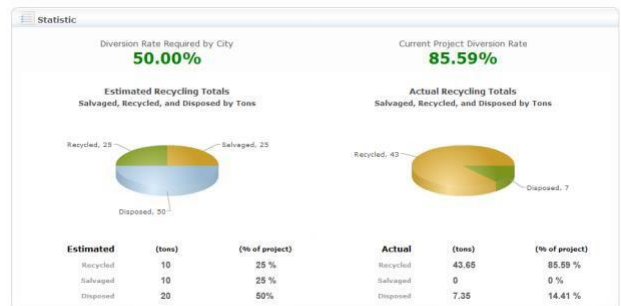 Statistic
Diversion Rate Required by City
50.00%
Estimated Recycling Totals
Salvaged, Recycled, and Disposed by Tons
Recycled, 25
Salvaged, 25
Disposed, 50
Estimated (tons) (% of project)
Recycled 10 25 %
Salvaged 10 25 %
Disposed 20 50%
Current Project Diversion Rate
85.59%
Actual Recycling Totals
Salvaged, Recycled, and Disposed by Tons
Recycled, 43
Disposed, 7
Actual (tons) (% of project)
Recycled 43.65 85.59 %
Salvaged 0 0 %
Disposed 7.35 14.41 %